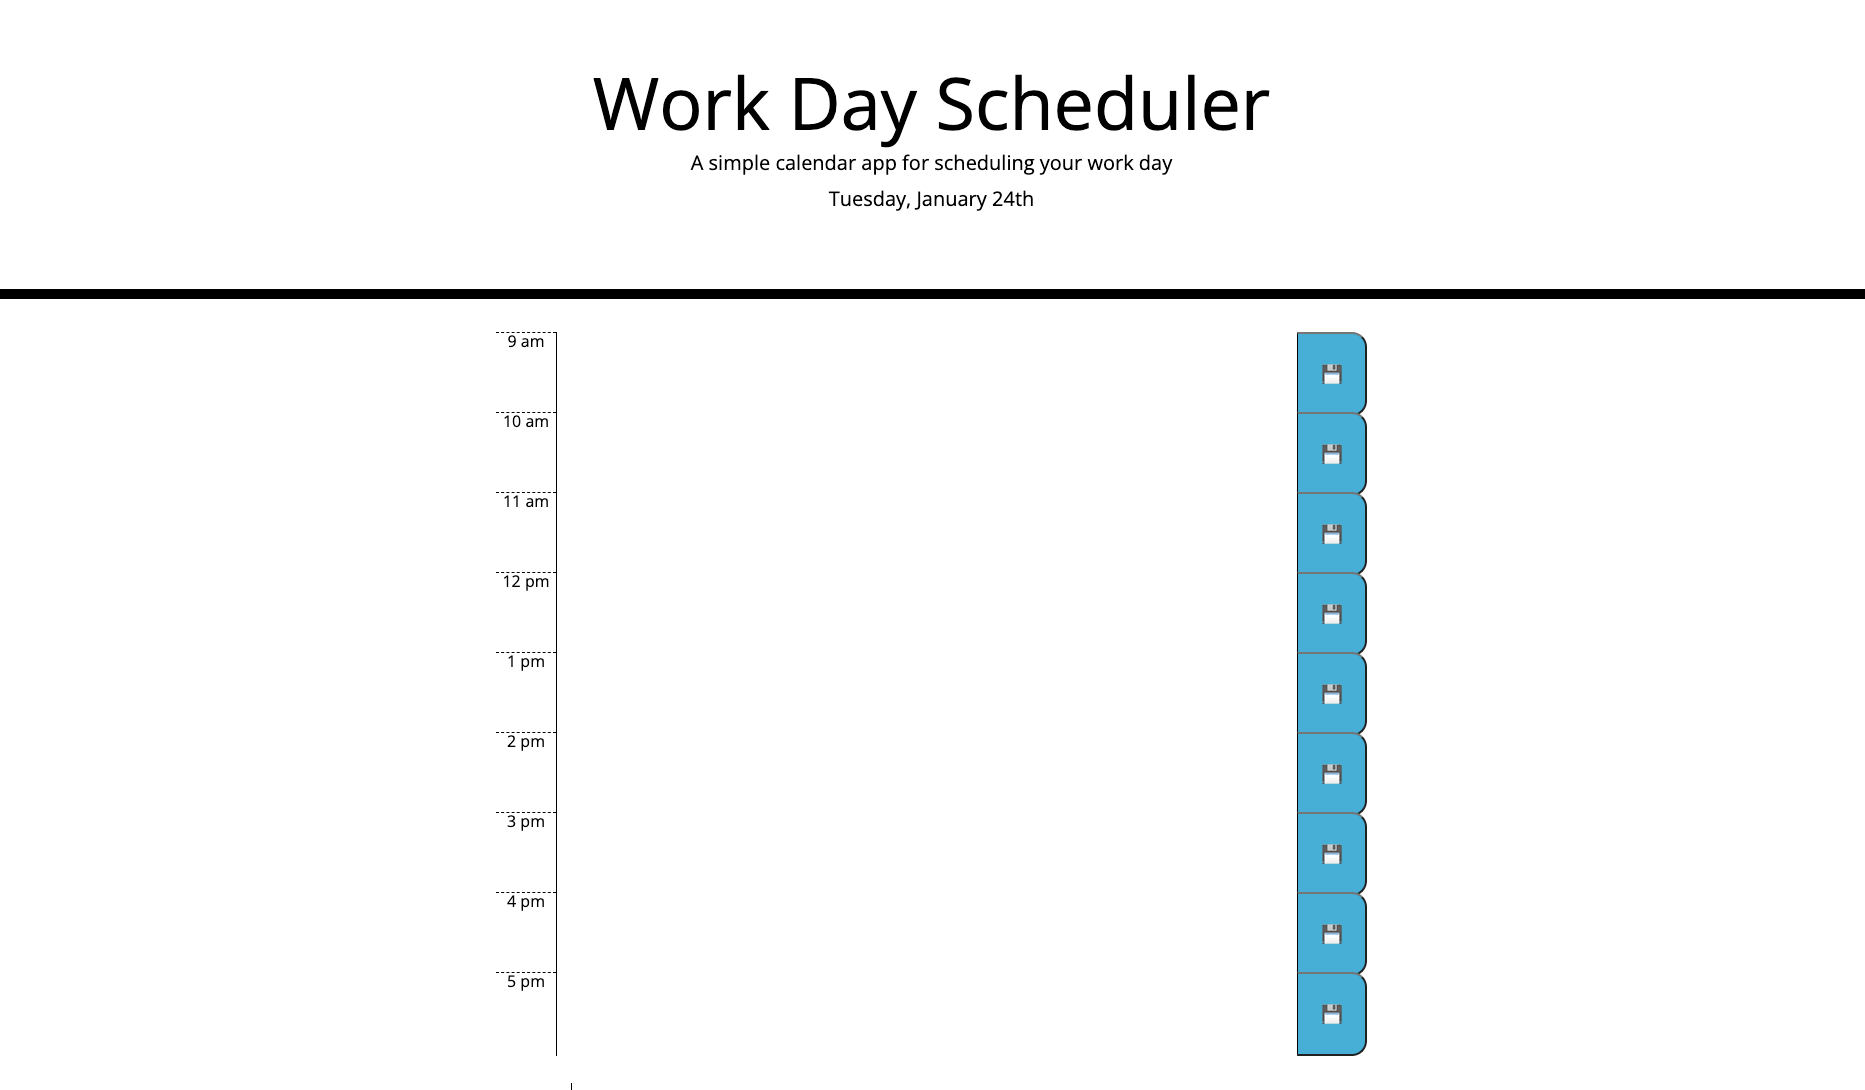 Work Day Scheduler
A simple calendar app for scheduling your work day
Tuesday, January 24th
9 am
10 am
11 am
12 pm
1 pm
2 pm
3 pm
4 pm
5 pm